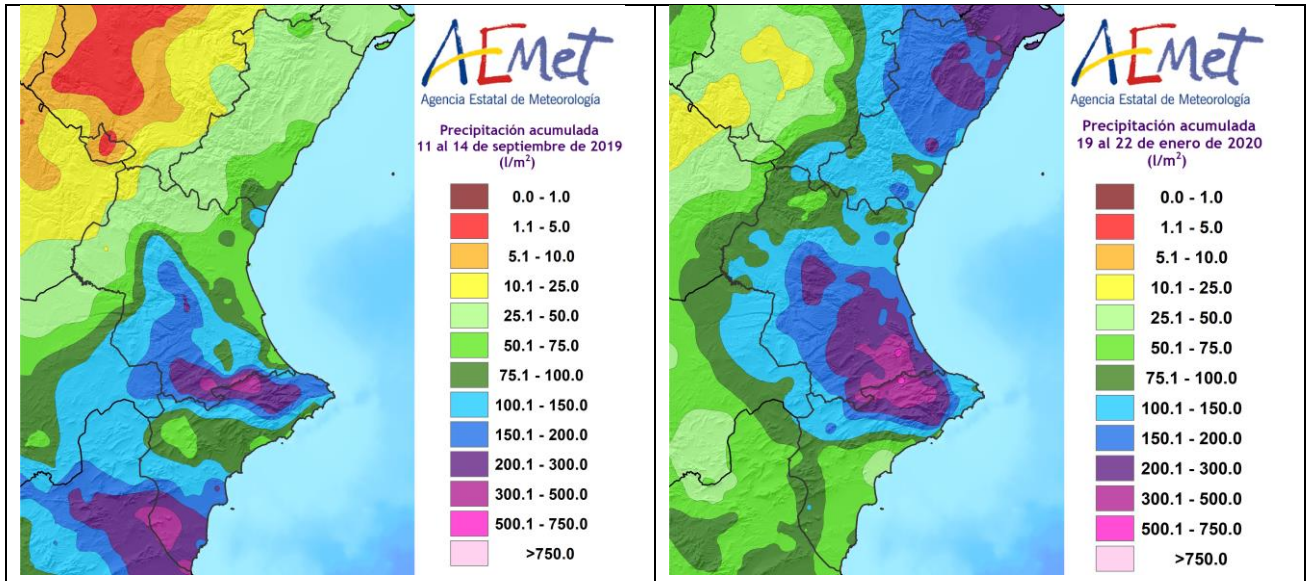 AEMet
Agencia Estatal de Meteorología
Precipitación acumulada
11 al 14 de septiembre de 2019
(l/m²)
0.0 - 1.0
1.1 - 5.0
5.1 - 10.0
10.1 - 25.0
25.1 - 50.0
50.1 - 75.0
75.1 - 100.0
100.1 - 150.0
150.1 - 200.0
200.1 - 300.0
300.1 - 500.0
500.1 - 750.0
>750.0
AEMet
Agencia Estatal de Meteorología
Precipitación acumulada
19 al 22 de enero de 2020
(l/m²)
0.0 - 1.0
1.1 - 5.0
5.1 - 10.0
10.1 - 25.0
25.1 - 50.0
50.1 - 75.0
75.1 - 100.0
100.1 - 150.0
150.1 - 200.0
200.1 - 300.0
300.1 - 500.0
500.1 - 750.0
>750.0